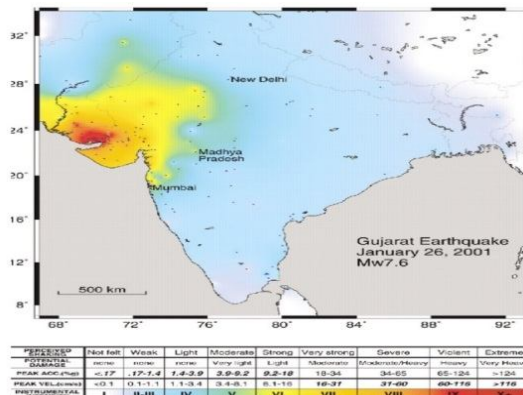 32°
28°
24°
20°
16°
12°
8°
New Delhi
Madhya
Pradesh
Mumbai
Gujarat Earthquake
January 26, 2001
Mw7.6
500 km
68° 72° 76° 80° 84° 88° 92°
PERCEIVED SHAKING Not felt Weak Light Moderate Strong Very strong Severe Violent Extreme
POTENTIAL DAMAGE none none none Very light Light Moderate Moderate/Heavy Heavy Very Heavy
PEAK ACC.(%g) <.17 .17-1.4 1.4-3.9 3.9-9.2 9.2-18 18-34 34-65 65-124 >124
PEAK VEL.(cm/s) <0.1 0.1-1.1 1.1-3.4 3.4-8.1 8.1-16 16-31 31-60 60-116 >116
INSTRUMENTAL I II-III IV V VI VII VIII IX X+